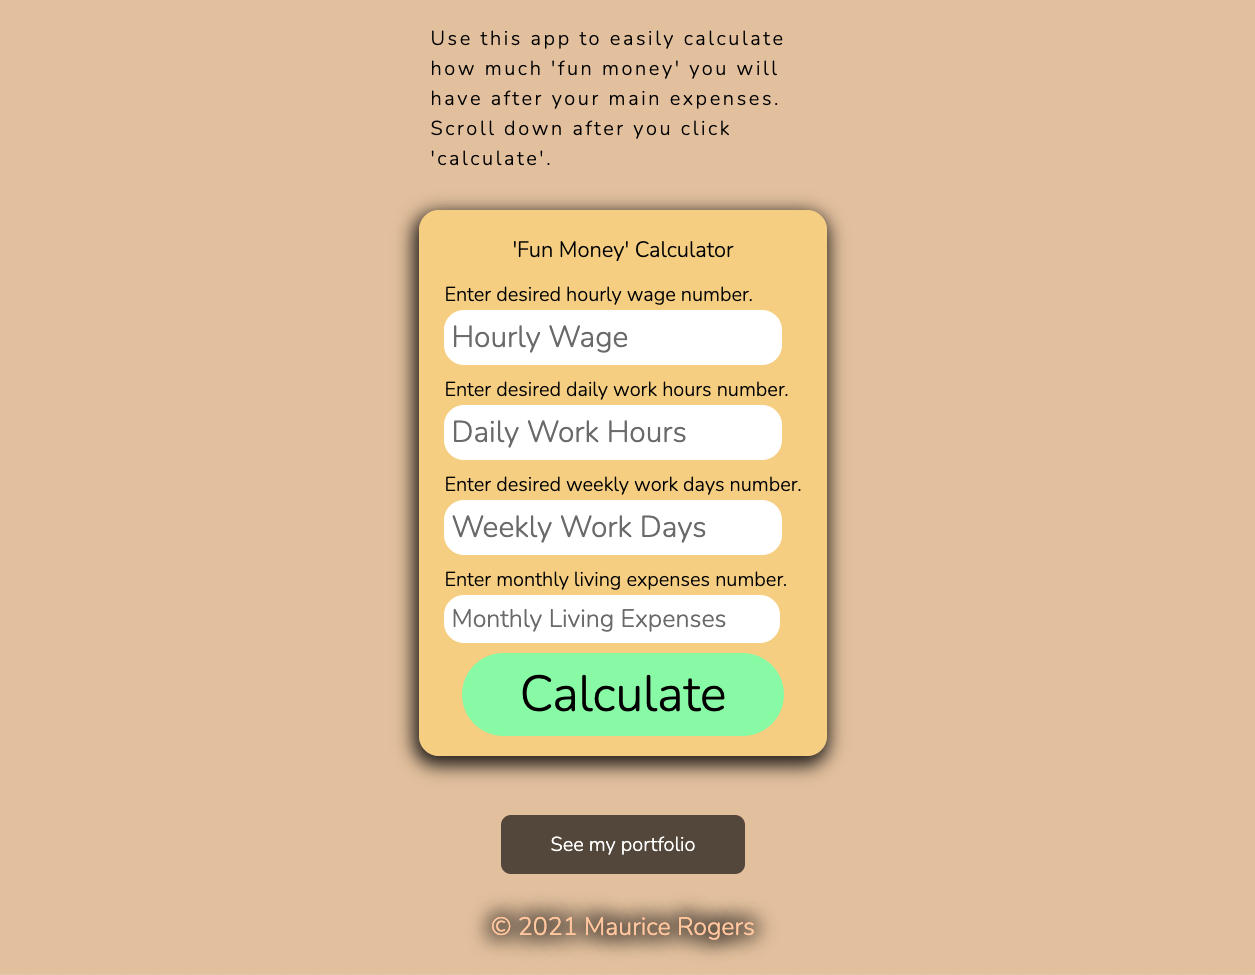 Use this app to easily calculate
how much 'fun money' you will
have after your main expenses.
Scroll down after you click
'calculate'.
'Fun Money' Calculator
Enter desired hourly wage number.
Hourly Wage
Enter desired daily work hours number.
Daily Work Hours
Enter desired weekly work days number.
Weekly Work Days
Enter monthly living expenses number.
Monthly Living Expenses
Calculate
See my portfolio
© 2021 Maurice Rogers